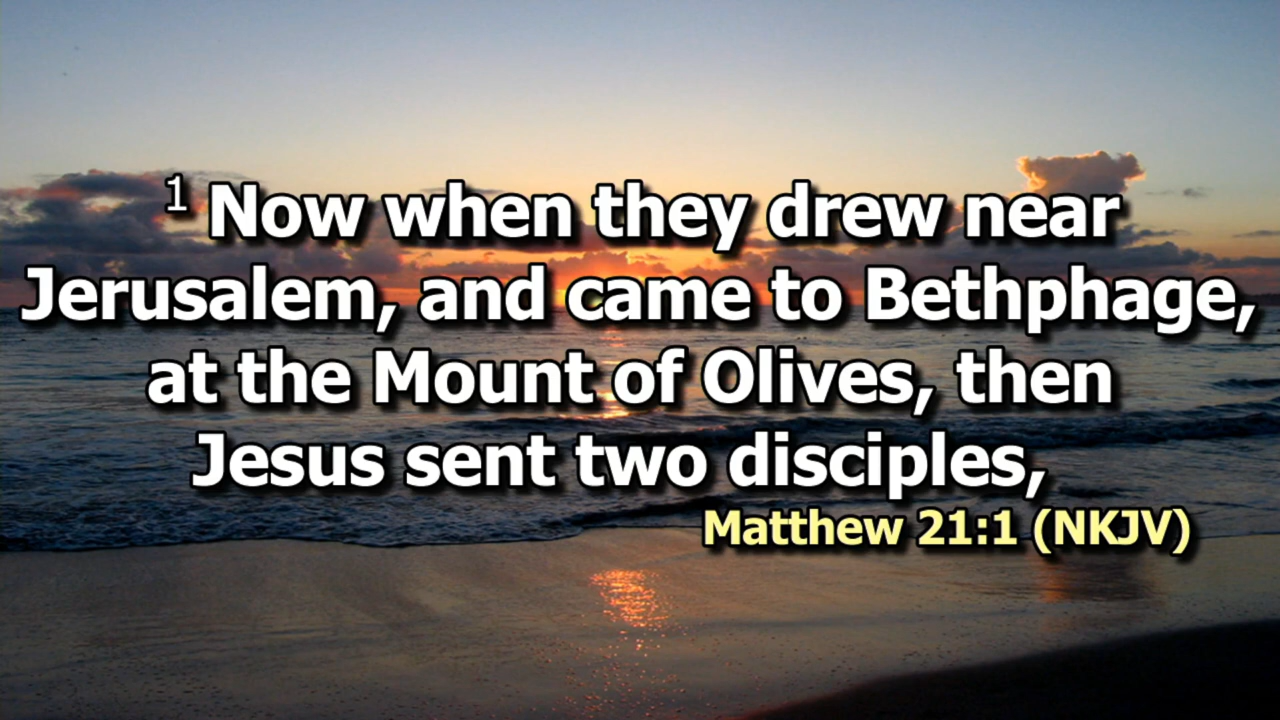 1 Now when they drew near
Jerusalem, and came to Bethphage,
at the Mount of Olives, then
Jesus sent two disciples,
Matthew 21:1 (NKJV)